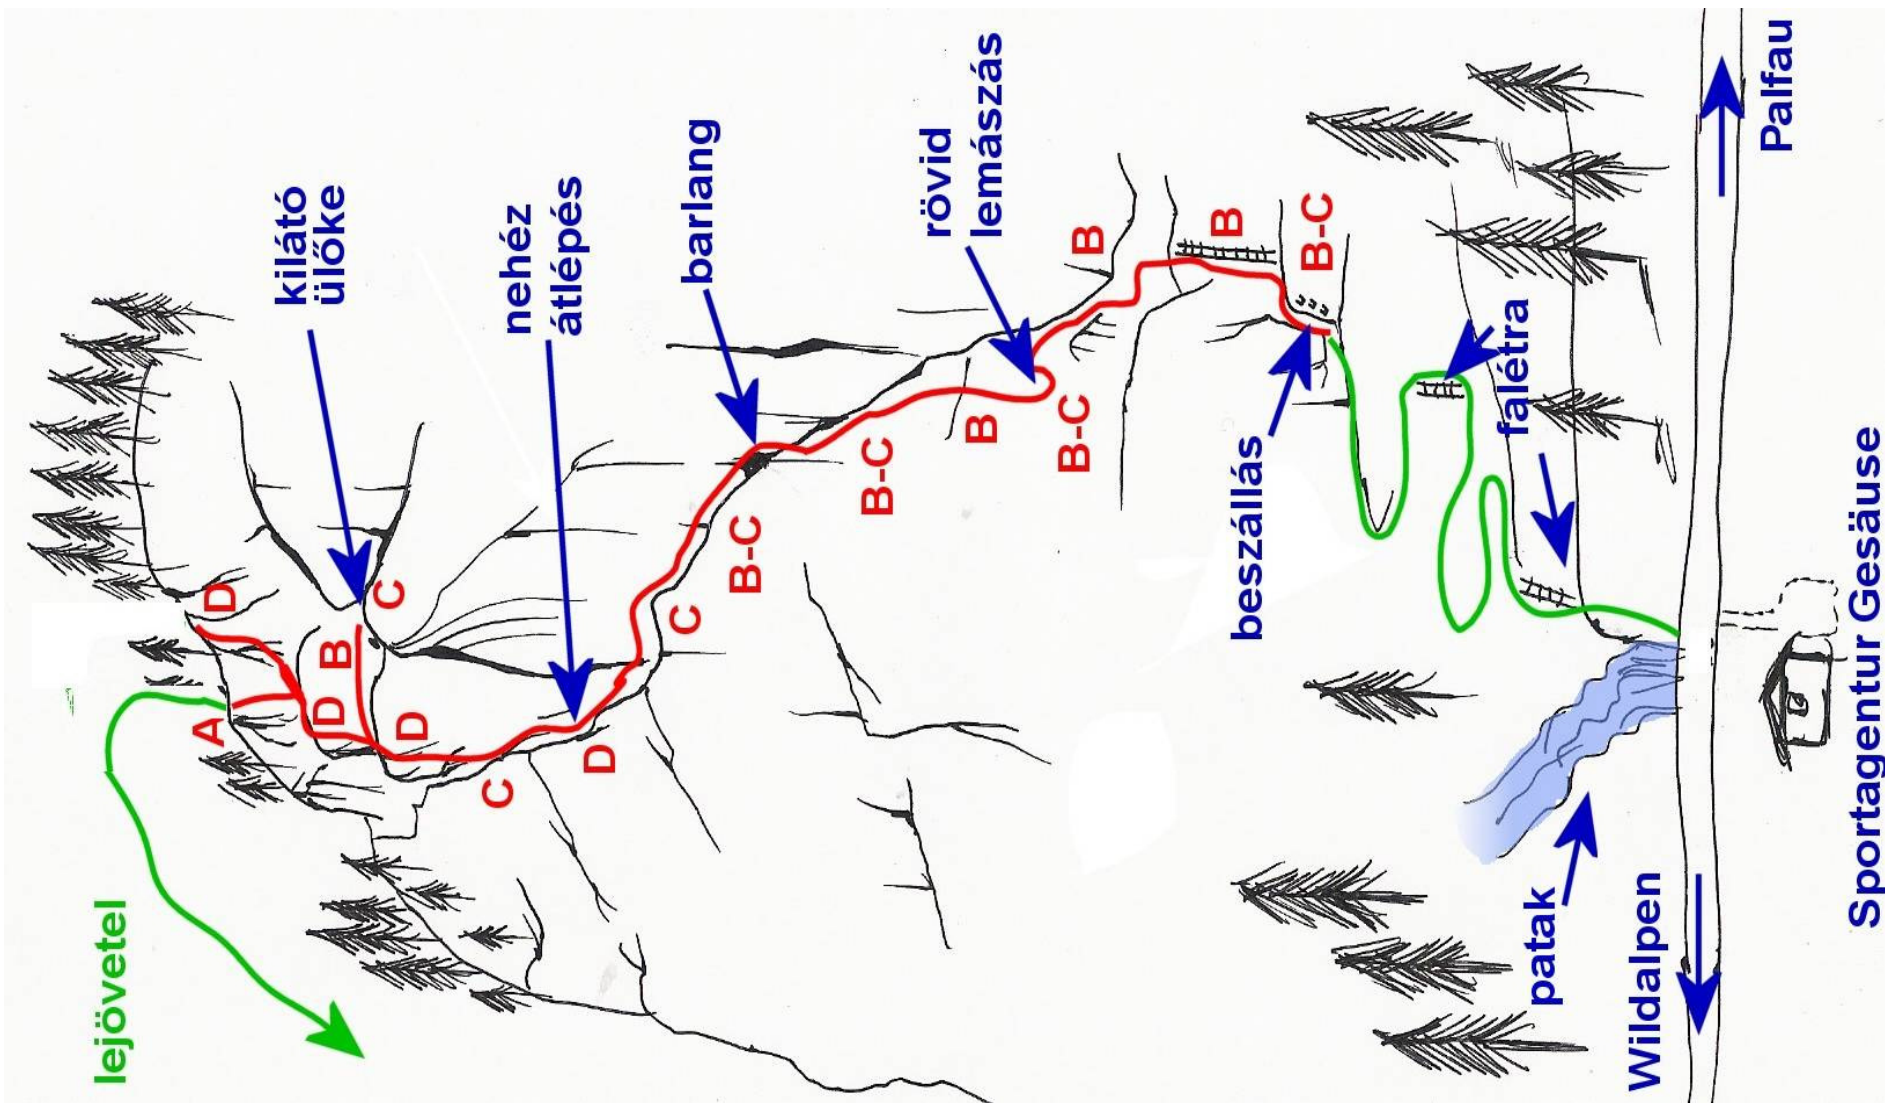 lejövetel
A
D
D
D
B
C
kilátó
ülőke
C
nehéz
átlépés
D
C
barlang
B-C
B-C
B
B-C
rövid
lemászás
B
B
B-C
beszállás
falétra
patak
Wildalpen
Palfau
Sportagentur Gesäuse